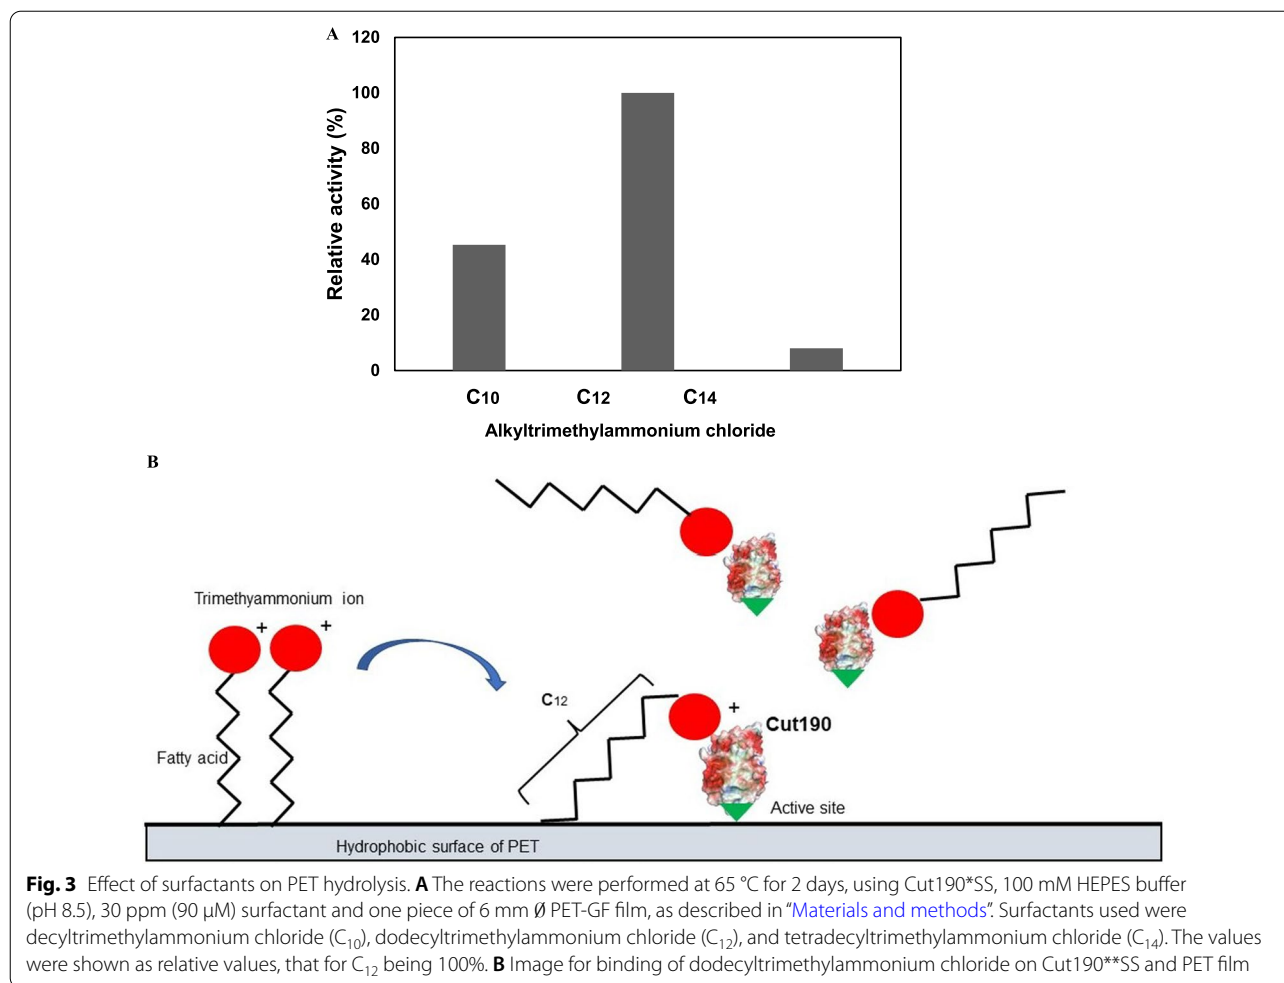 A
120
100
80
60
40
20
0
Relative activity (%)
C10 C12 C14
Alkyltrimethylammonium chloride
B
Trimethyammonium ion
+ +
Fatty acid
C12
+
Cut190
Active site
Hydrophobic surface of PET
Fig. 3 Effect of surfactants on PET hydrolysis. A The reactions were performed at 65 °C for 2 days, using Cut190*SS, 100 mM HEPES buffer
(pH 8.5), 30 ppm (90 μM) surfactant and one piece of 6 mm Ø PET-GF film, as described in “Materials and methods”. Surfactants used were
decyltrimethylammonium chloride (C10), dodecyltrimethylammonium chloride (C12), and tetradecyltrimethylammonium chloride (C14). The values
were shown as relative values, that for C12 being 100%. B Image for binding of dodecyltrimethylammonium chloride on Cut190**SS and PET film